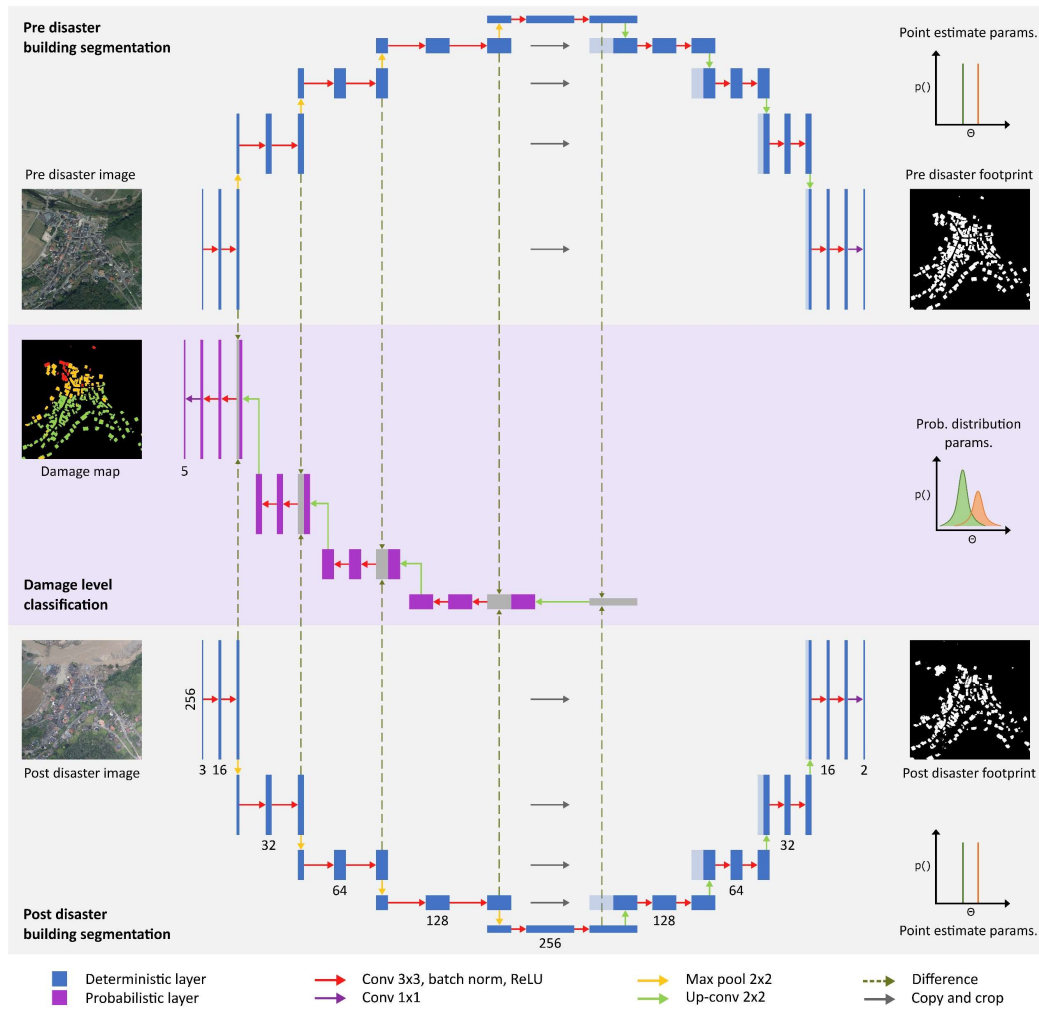 Pre disaster
building segmentation
Point estimate params.
p()
Θ
Pre disaster image
Pre disaster footprint
Damage map
5
Prob. distribution
params.
p()
Θ
Damage level
classification
256
3 16
Post disaster image
16 2
Post disaster footprint
32
32
64
64
128
128
256
p()
Θ
Point estimate params.
Post disaster
building segmentation
Deterministic layer
Probabilistic layer
Conv 3x3, batch norm, ReLU
Conv 1x1
Max pool 2x2
Up-conv 2x2
Difference
Copy and crop